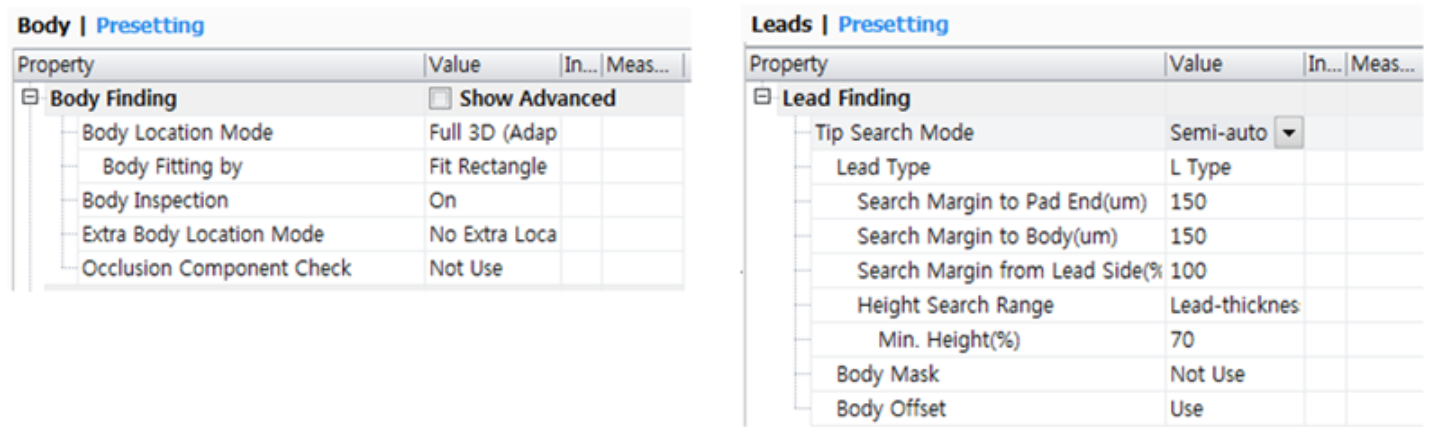 Body | Presetting
Property Value In... Meas...
Body Finding Show Advanced
Body Location Mode Full 3D (Adap
Body Fitting by Fit Rectangle
Body Inspection On
Extra Body Location Mode No Extra Loca
Occlusion Component Check Not Use
Leads | Presetting
Property Value In... Meas...
Lead Finding
Tip Search Mode Semi-auto
Lead Type L Type
Search Margin to Pad End(um) 150
Search Margin to Body(um) 150
Search Margin from Lead Side(% 100
Height Search Range Lead-thicknes
Min. Height(%) 70
Body Mask Not Use
Body Offset Use